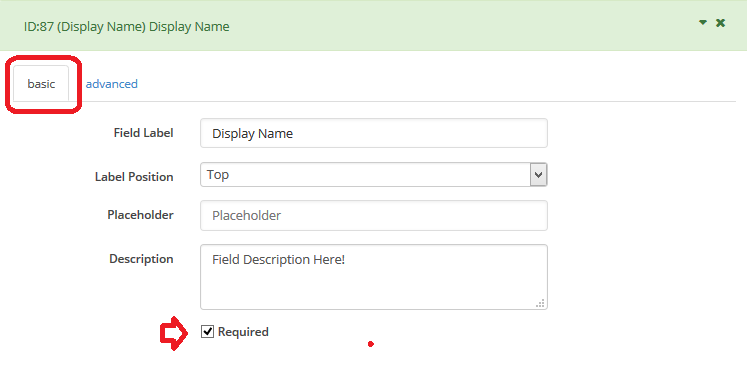 ID:87 (Display Name) Display Name
basic advanced
Field Label Display Name
Label Position Top
Placeholder Placeholder
Description Field Description Here!
Required